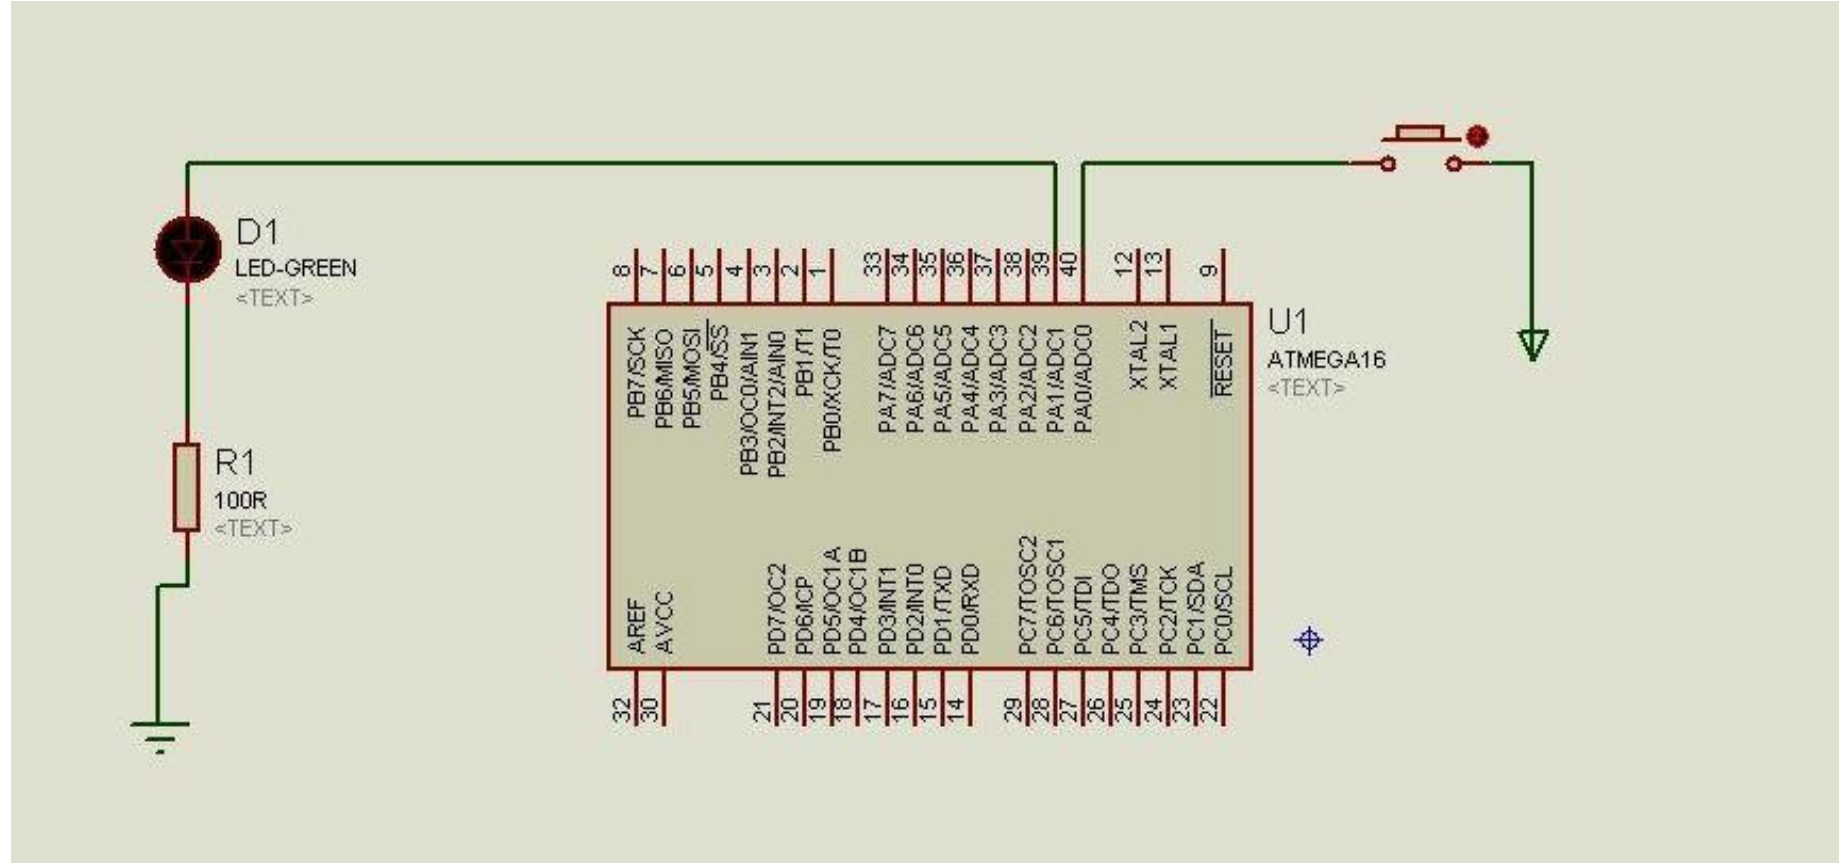 D1
LED-GREEN
<TEXT>
R1
100R
<TEXT>
8
7
6
5
4
3
2
1
33
34
35
36
37
38
39
40
12
13
9
PB7/SCK
PB6/MISO
PB5/MOSI
PB4/SS
PB3/OC0/AIN1
PB2/INT2/AIN0
PB1/T1
PB0/XCK/T0
PA7/ADC7
PA6/ADC6
PA5/ADC5
PA4/ADC4
PA3/ADC3
PA2/ADC2
PA1/ADC1
PA0/ADC0
XTAL2
XTAL1
RESET
U1
ATMEGA16
<TEXT>
AREF
AVCC
PD7/OC2
PD6/ICP
PD5/OC1A
PD4/OC1B
PD3/INT1
PD2/INT0
PD1/TXD
PD0/RXD
PC7/TOSC2
PC6/TOSC1
PC5/TDI
PC4/TDO
PC3/TMS
PC2/TCK
PC1/SDA
PC0/SCL
32
30
21
20
19
18
17
16
15
14
29
28
27
26
25
24
23
22